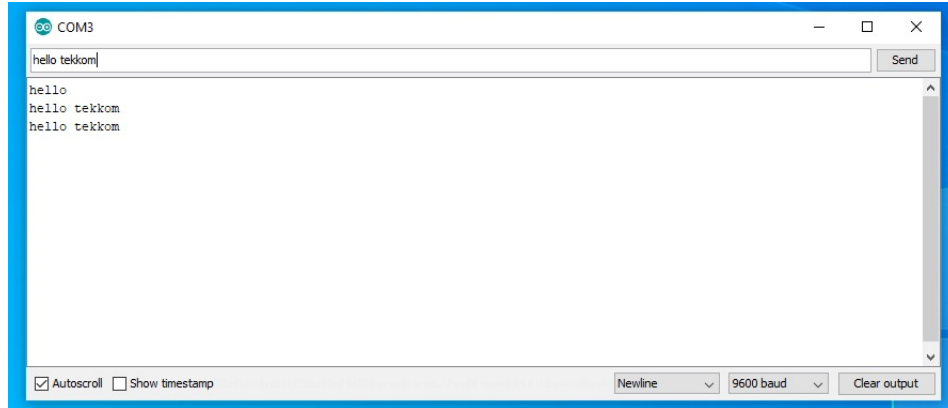 COM3
hello tekkom
Send
hello
hello tekkom
hello tekkom
Autoscroll
Show timestamp
Newline
9600 baud
Clear output